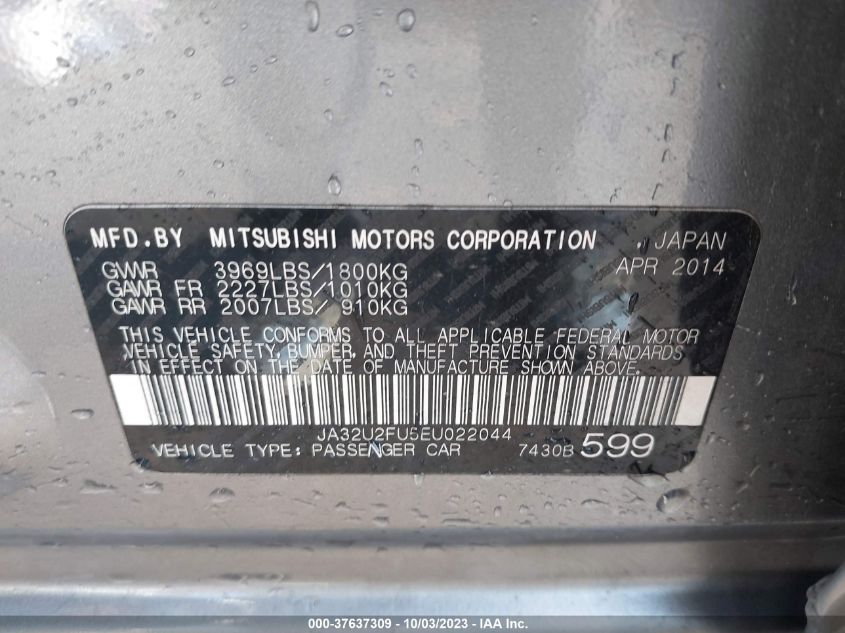 MFD.BY MITSUBISHI MOTORS CORPORATION , JAPAN
GVWR 3969LBS/1800KG APR 2014
GAWR FR 2227LBS/1010KG
GAWR RR 2007LBS/ 910KG
THIS VEHICLE CONFORMS TO ALL APPLICABLE FEDERAL MOTOR
VEHICLE SAFETY, BUMPER, AND THEFT PREVENTION STANDARDS
IN EFFECT ON THE DATE OF MANUFACTURE SHOWN ABOVE.
JA32U2FU5EU022044
VEHICLE TYPE: PASSENGER CAR 7430B 599
000-37637309 - 10/03/2023 - IAA Inc.